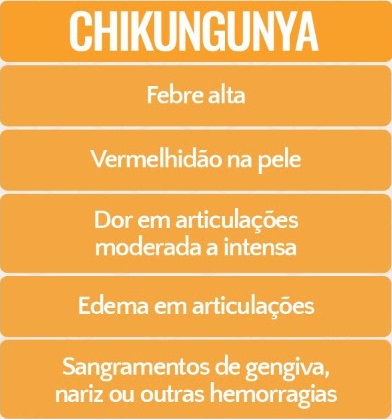 CHIKUNGUNYA
Febre alta
Vermelhidão na pele
Dor em articulações
moderada a intensa
Edema em articulações
Sangramentos de gengiva,
nariz ou outras hemorragias